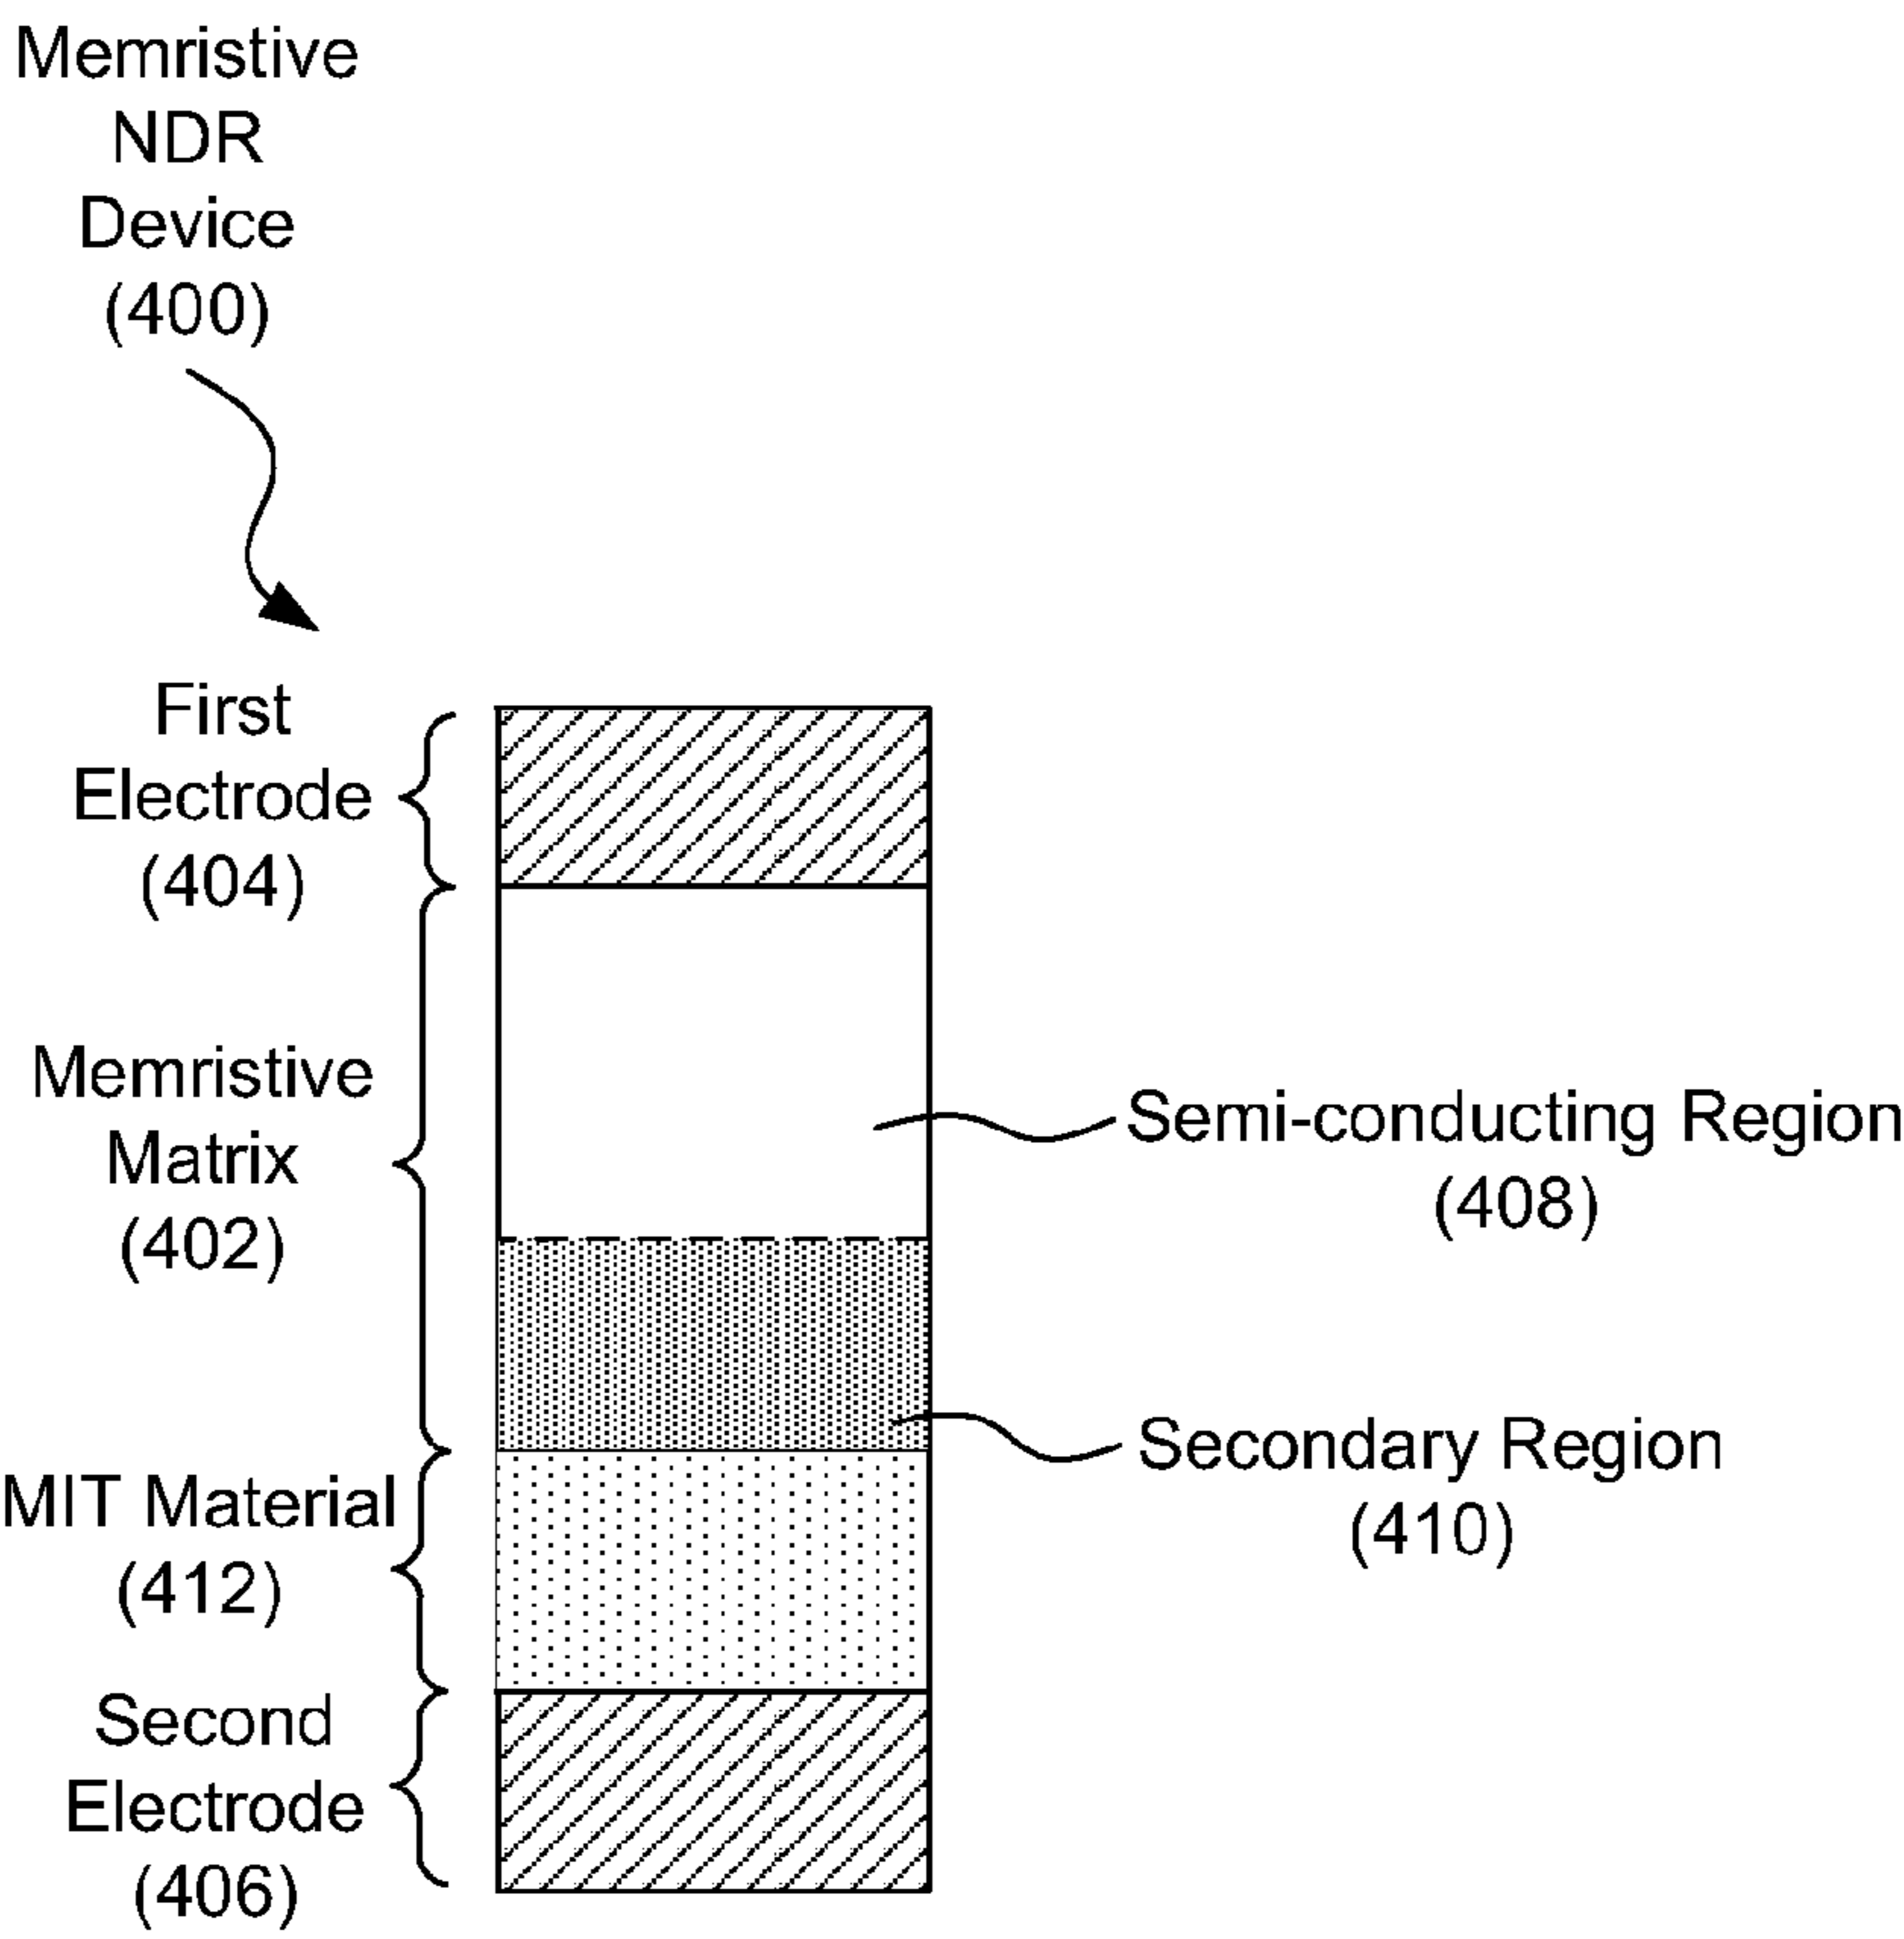 Memristive
NDR
Device
(400)
First
Electrode
(404)
Memristive
Matrix
(402)
Semi-conducting Region
(408)
Secondary Region
(410)
MIT Material
(412)
Second
Electrode
(406)